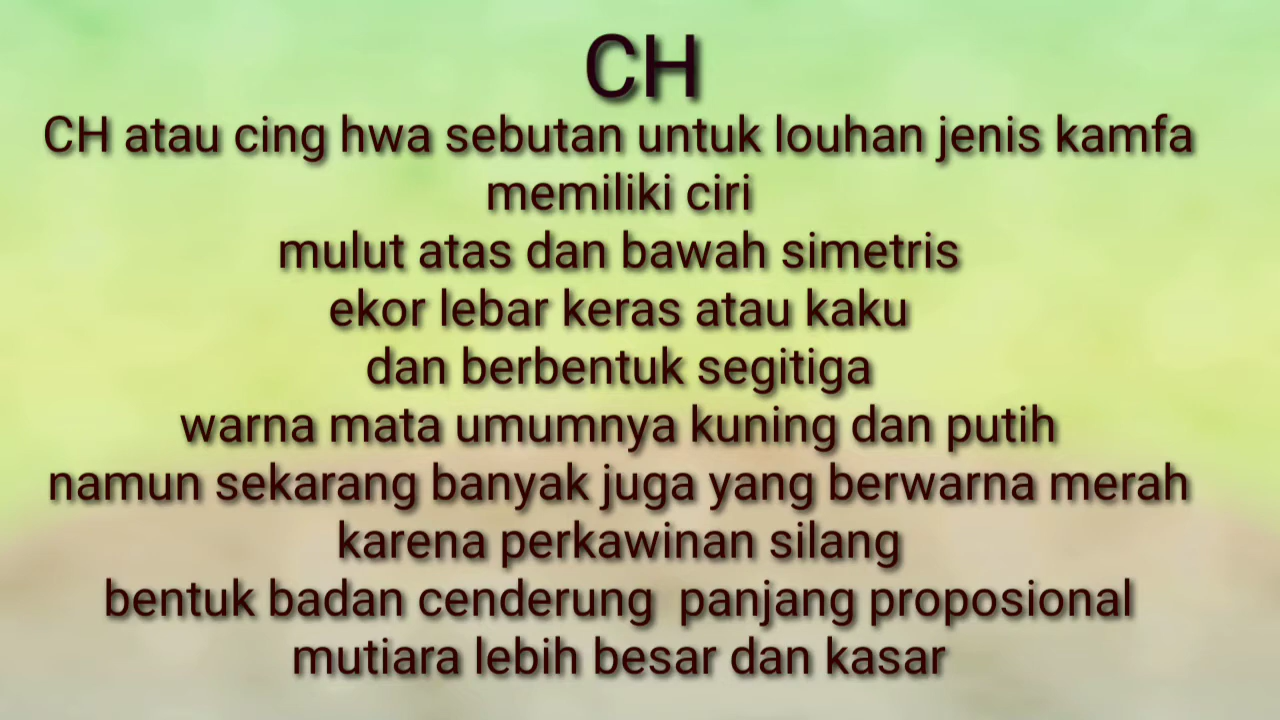 CH
CH atau cing hwa sebutan untuk louhan jenis kamfa
memiliki ciri
mulut atas dan bawah simetris
ekor lebar keras atau kaku
dan berbentuk segitiga
warna mata umumnya kuning dan putih
namun sekarang banyak juga yang berwarna merah
karena perkawinan silang
bentuk badan cenderung  panjang proposional
mutiara lebih besar dan kasar